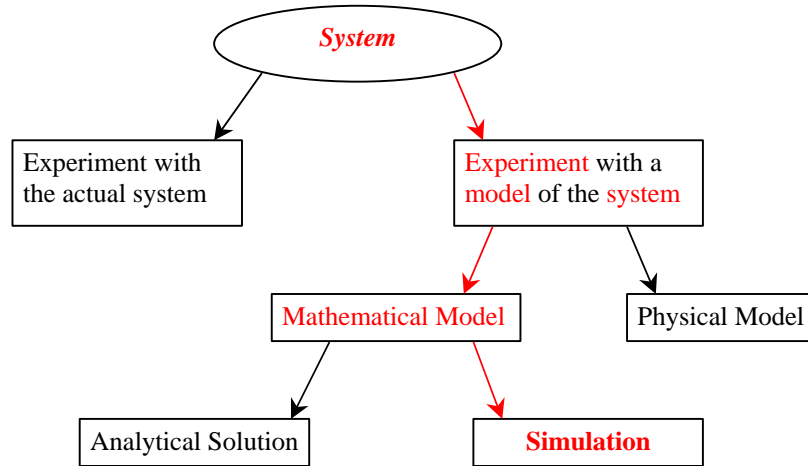 System
Experiment with
the actual system
Experiment with a
model of the system
Mathematical Model
Physical Model
Analytical Solution
Simulation